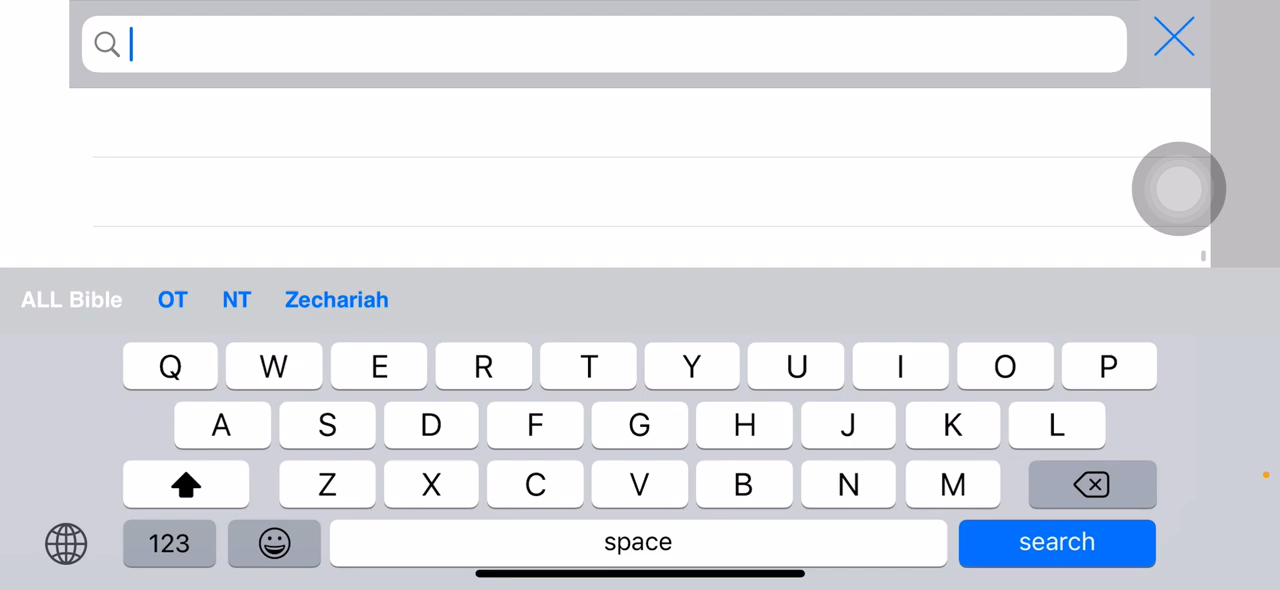 ALL Bible OT NT Zechariah
Q W E R T Y U I O P
A S D F G H J K L
Z X C V B N M
123 space search